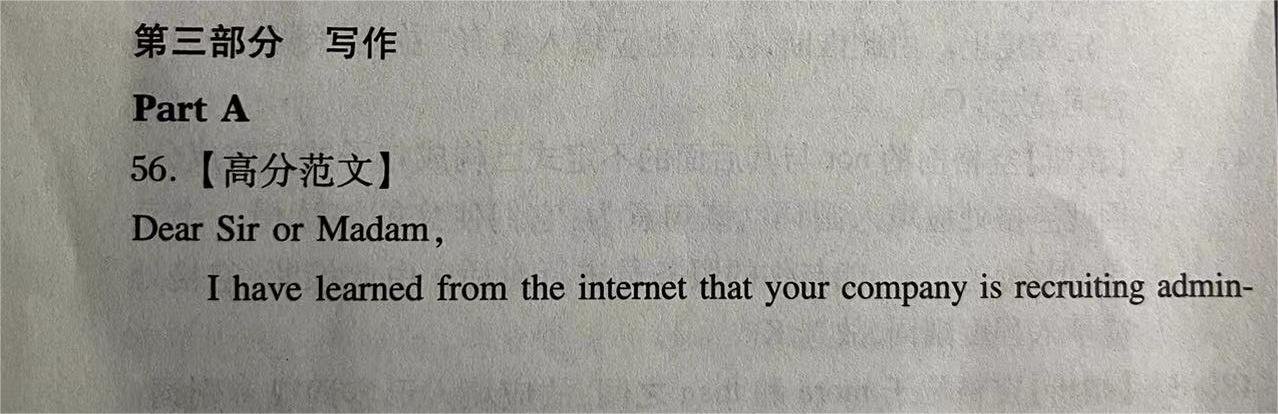 第三部分 写作
Part A
56.【高分范文】
Dear Sir or Madam,
I have learned from the internet that your company is recruiting admin-